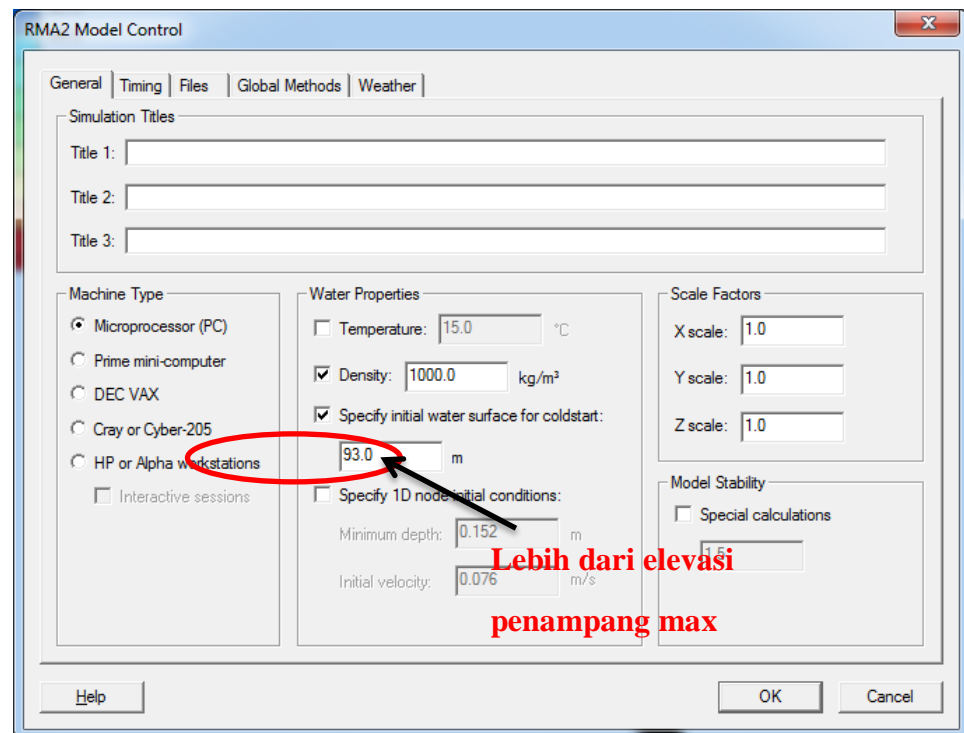 RMA2 Model Control
General Timing Files Global Methods Weather
Simulation Titles
Title 1:
Title 2:
Title 3:
Machine Type
Microprocessor (PC)
Prime mini-computer
DEC VAX
Cray or Cyber-205
HP or Alpha workstations
Interactive sessions
Water Properties
Temperature: 15.0 °C
Density: 1000.0 kg/m³
Specify initial water surface for coldstart:
93.0 m
Specify 1D node initial conditions:
Minimum depth: 0.152 m
Initial velocity: 0.076 m/s
Lebih dari elevasi
penampang max
Scale Factors
X scale: 1.0
Y scale: 1.0
Z scale: 1.0
Model Stability
Special calculations
1.5
Help
OK
Cancel